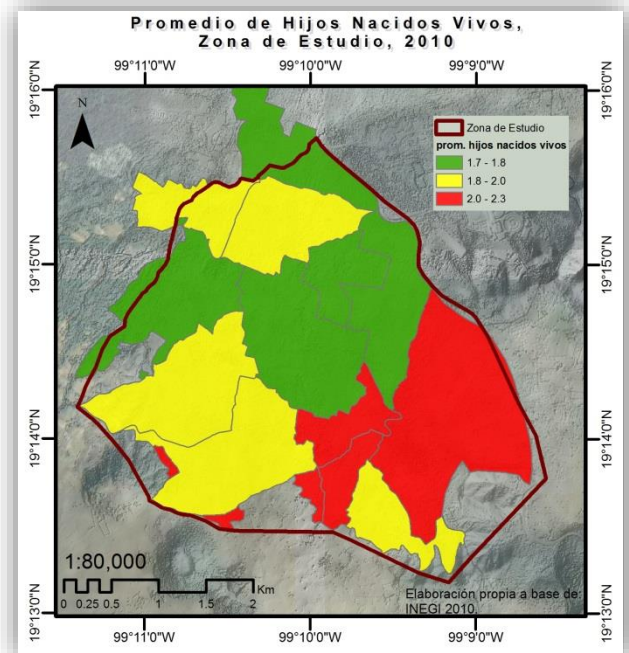 Promedio de Hijos Nacidos Vivos,
Zona de Estudio, 2010
99°11'0"W 99°10'0"W 99°9'0"W
19°16'0"N 19°16'0"N
N
Zona de Estudio
prom. hijos nacidos vivos
1.7 - 1.8
1.8 - 2.0
2.0 - 2.3
19°15'0"N 19°15'0"N
19°14'0"N 19°14'0"N
1:80,000
Km
0 0.25 0.5 1 1.5 2
Elaboración propia a base de:
INEGI 2010.
19°13'0"N 19°13'0"N
99°11'0"W 99°10'0"W 99°9'0"W